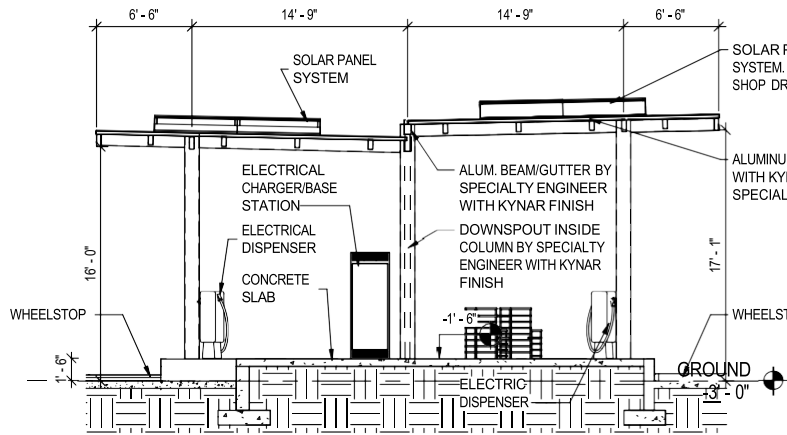 6' - 6"
14' - 9"
14' - 9"
6' - 6"
SOLAR PANEL
SYSTEM
SOLAR P
SYSTEM.
SHOP DR
ELECTRICAL
CHARGER/BASE
STATION
ALUM. BEAM/GUTTER BY
SPECIALTY ENGINEER
WITH KYNAR FINISH
ALUMINU
WITH KYN
SPECIAL
ELECTRICAL
DISPENSER
DOWNSPOUT INSIDE
COLUMN BY SPECIALTY
ENGINEER WITH KYNAR
FINISH
16' - 0"
17' - 1"
CONCRETE
SLAB
WHEELSTOP
-1' - 6"
WHEELST
1' - 6"
GROUND
-3' - 0"
ELECTRIC
DISPENSER